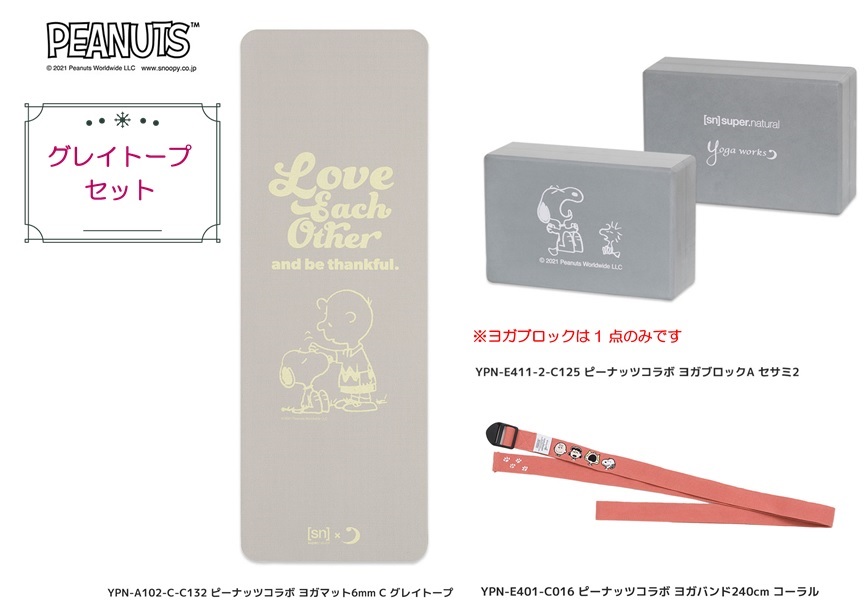 PEANUTS™
© 2021 Peanuts Worldwide LLC www.snoopy.co.jp
グレイトープ
セット
Love
Each
Other
and be thankful.
[sn] x
[sn]super.natural
yoga works
© 2021 Peanuts Worldwide LLC
※ヨガブロックは1点のみです
YPN-E411-2-C125 ピーナッツコラボ ヨガブロックA セサミ2
YPN-A102-C-C132 ピーナッツコラボ ヨガマット6mm C グレイトープ
YPN-E401-C016 ピーナッツコラボ ヨガバンド240cm コーラル